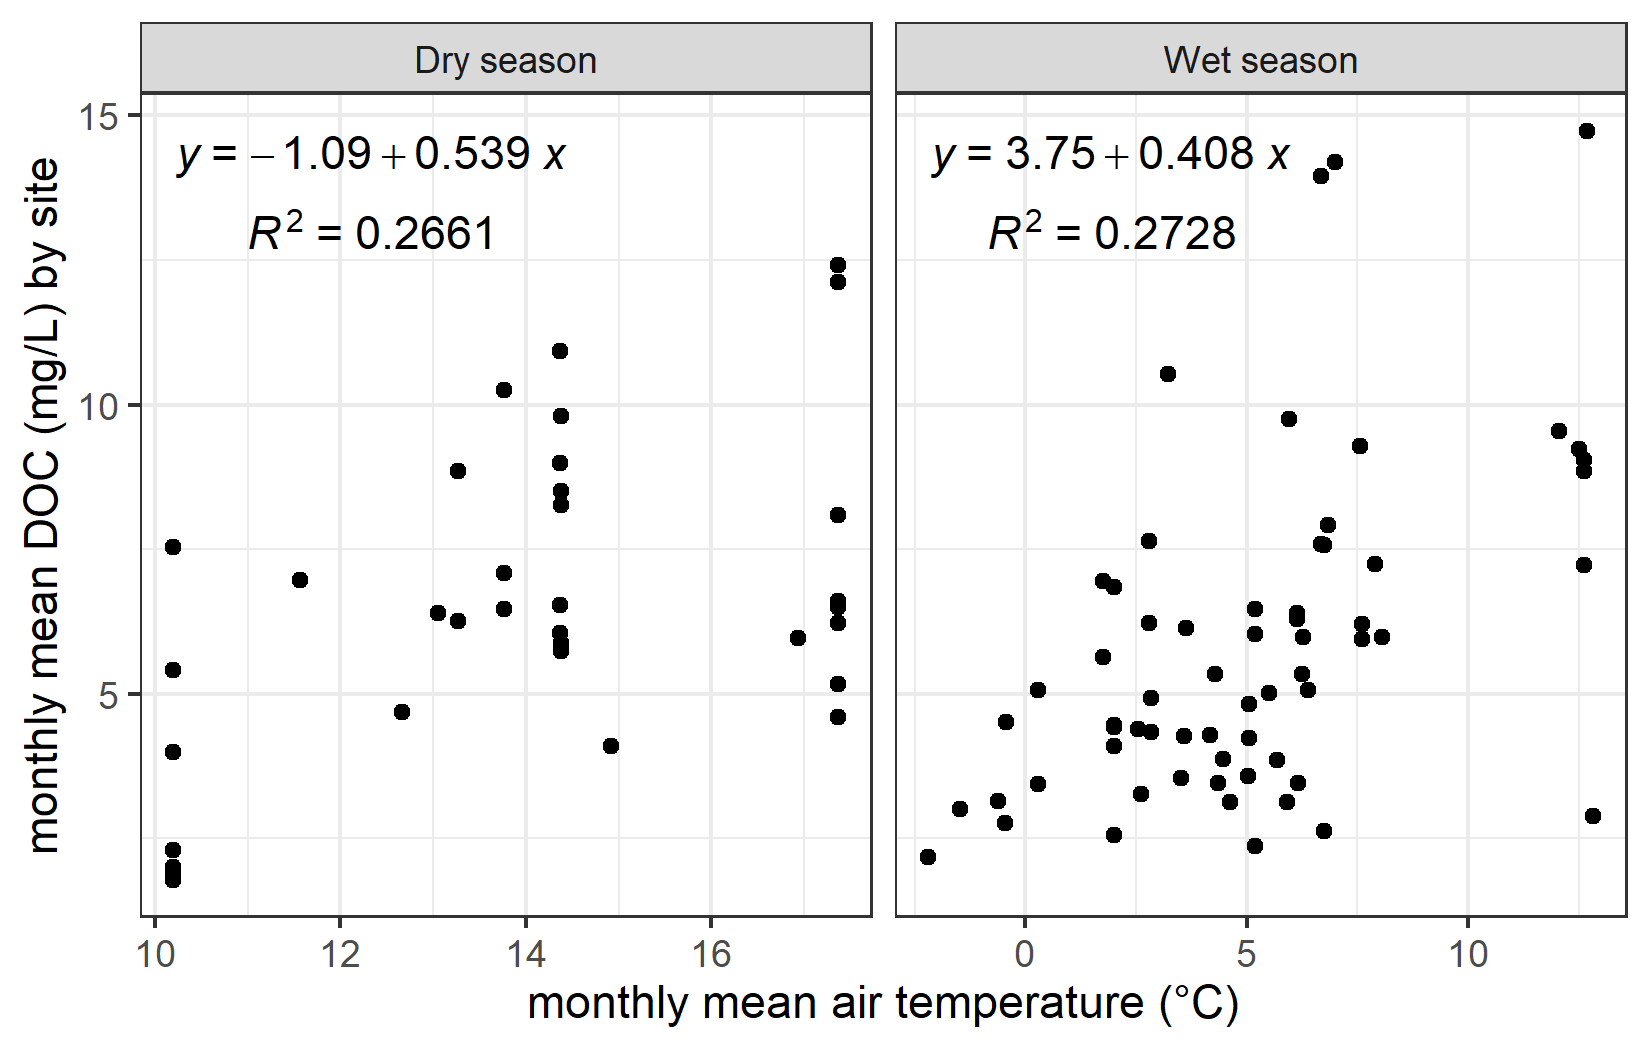 Dry season
Wet season
y = −1.09 + 0.539 x
R² = 0.2661
y = 3.75 + 0.408 x
R² = 0.2728
15
10
5
10 12 14 16
0 5 10
monthly mean air temperature (°C)
monthly mean DOC (mg/L) by site